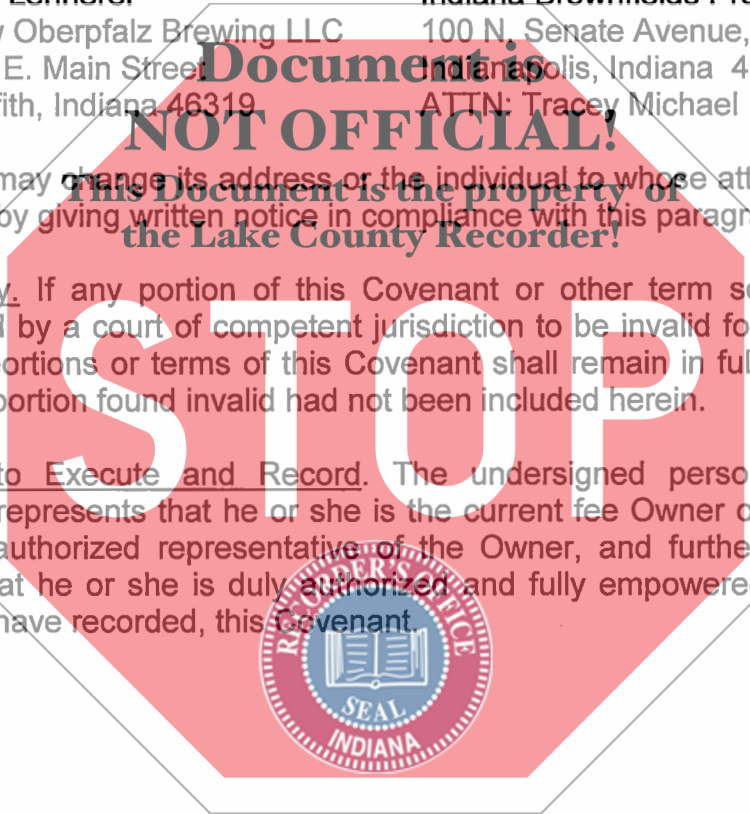 y Oberpfalz Brewing LLC 100 N. Senate Avenue,
E. Main Street Indianapolis, Indiana 4
ith, Indiana 46319 ATTN: Tracey Michael
Document is
NOT OFFICIAL!
This Document is the property of
the Lake County Recorder!
may change its address or the individual to whose att
by giving written notice in compliance with this paragr
y. If any portion of this Covenant or other term se
d by a court of competent jurisdiction to be invalid fo
ortions or terms of this Covenant shall remain in ful
portion found invalid had not been included herein.
STOP
to Execute and Record. The undersigned perso
represents that he or she is the current fee Owner o
authorized representative of the Owner, and furthe
at he or she is duly authorized and fully empowere
have recorded, this Covenant.
RECORDER'S OFFICE
SEAL
INDIANA